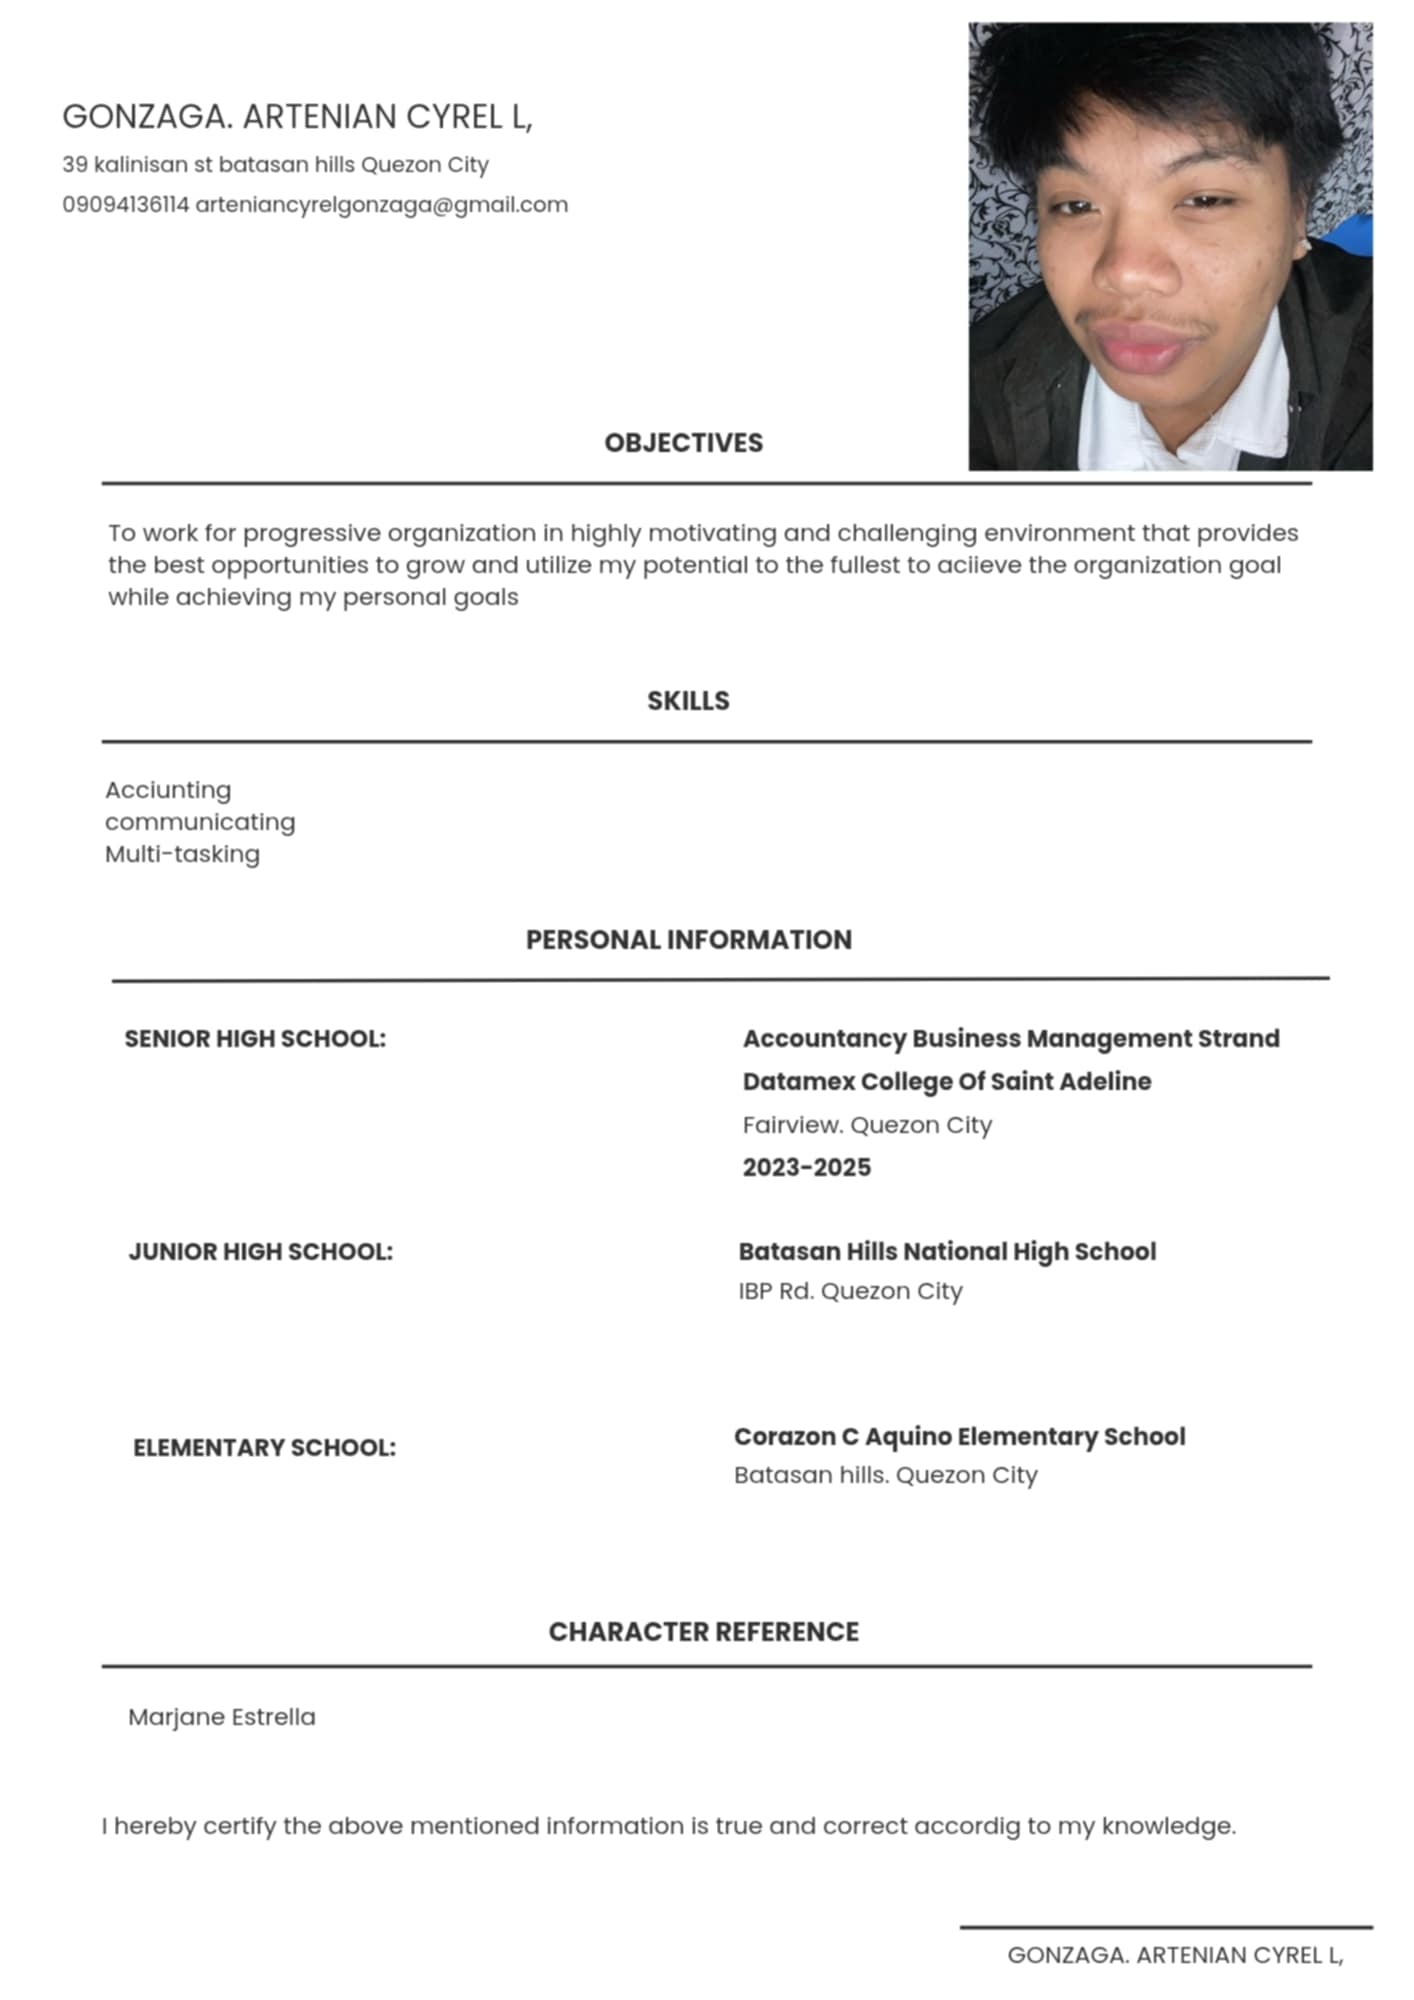 GONZAGA. ARTENIAN CYREL L,
39 kalinisan st batasan hills Quezon City
09094136114 arteniancyrelgonzaga@gmail.com
OBJECTIVES
To work for progressive organization in highly motivating and challenging environment that provides
the best opportunities to grow and utilize my potential to the fullest to aciieve the organization goal
while achieving my personal goals
SKILLS
Acciunting
communicating
Multi-tasking
PERSONAL INFORMATION
SENIOR HIGH SCHOOL:
Accountancy Business Management Strand
Datamex College Of Saint Adeline
Fairview. Quezon City
2023-2025
JUNIOR HIGH SCHOOL:
Batasan Hills National High School
IBP Rd. Quezon City
ELEMENTARY SCHOOL:
Corazon C Aquino Elementary School
Batasan hills. Quezon City
CHARACTER REFERENCE
Marjane Estrella
I hereby certify the above mentioned information is true and correct accordig to my knowledge.
GONZAGA. ARTENIAN CYREL L,